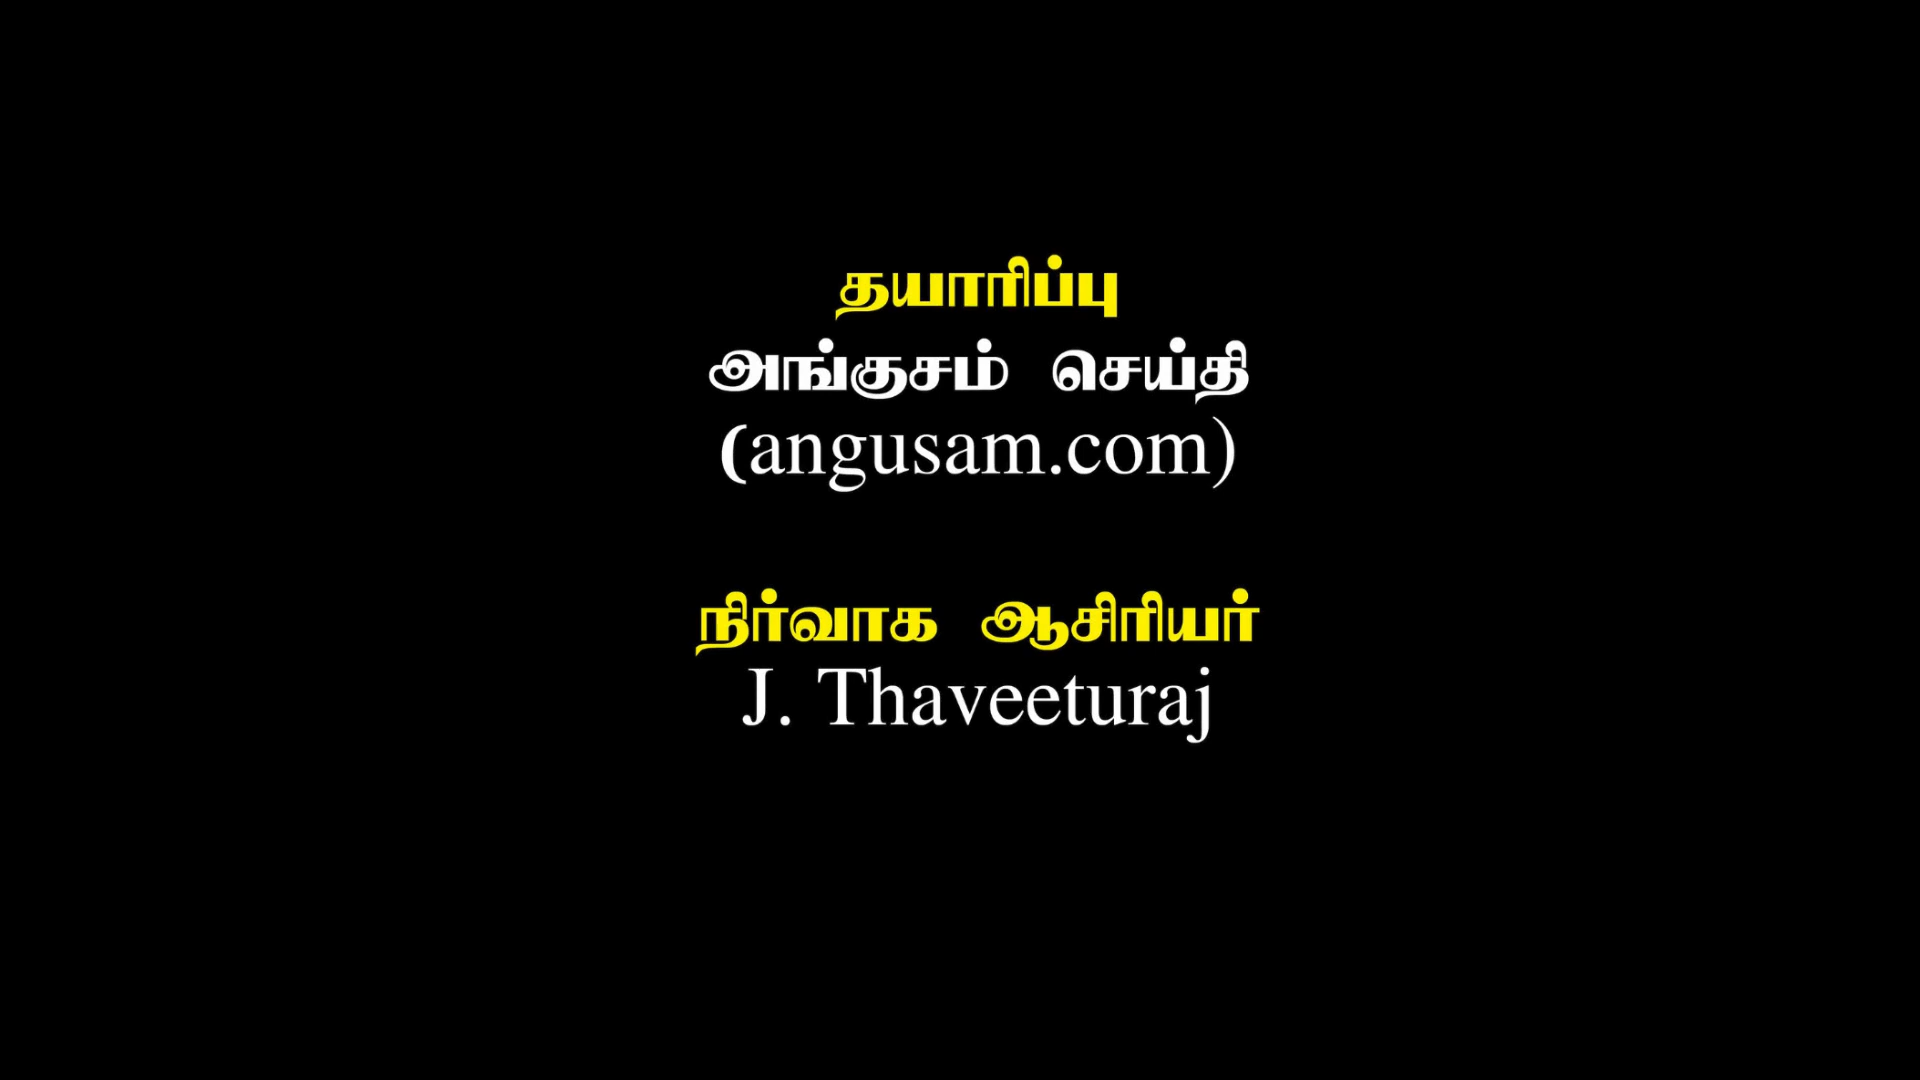 தயாரிப்பு
அங்குசம் செய்தி
(angusam.com)
நிர்வாக ஆசிரியர்
J. Thaveeturaj